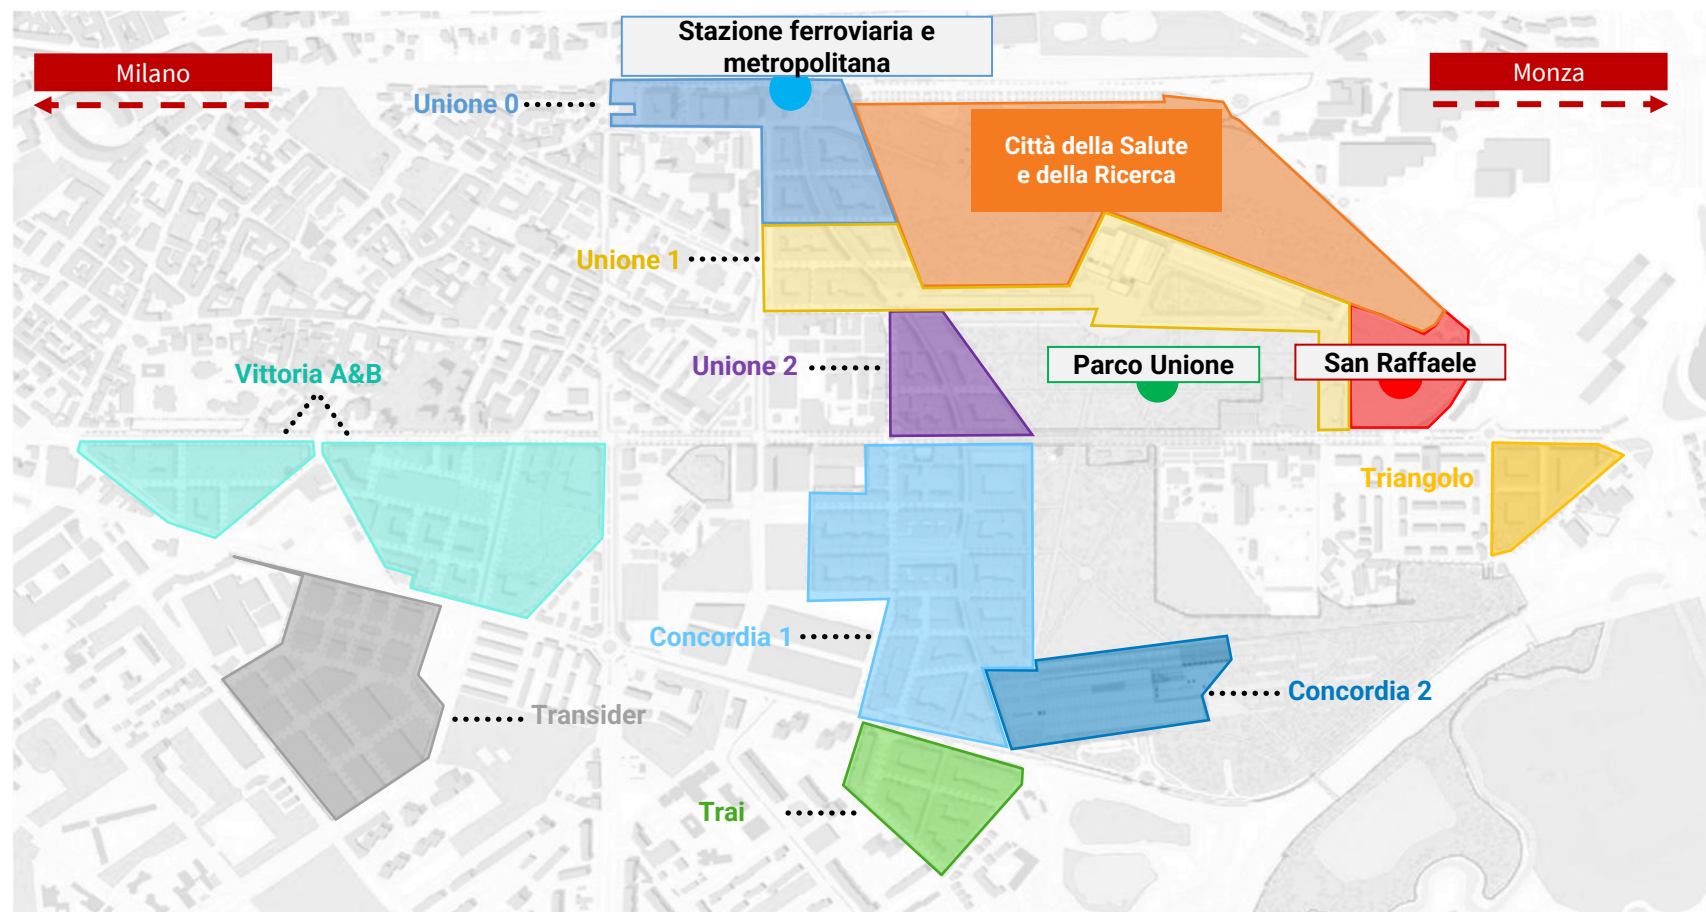 Stazione ferroviaria e
metropolitana
Milano
Monza
Unione 0
Città della Salute
e della Ricerca
Unione 1
Unione 2
Parco Unione
San Raffaele
Vittoria A&B
Triangolo
Concordia 1
Concordia 2
Transider
Trai